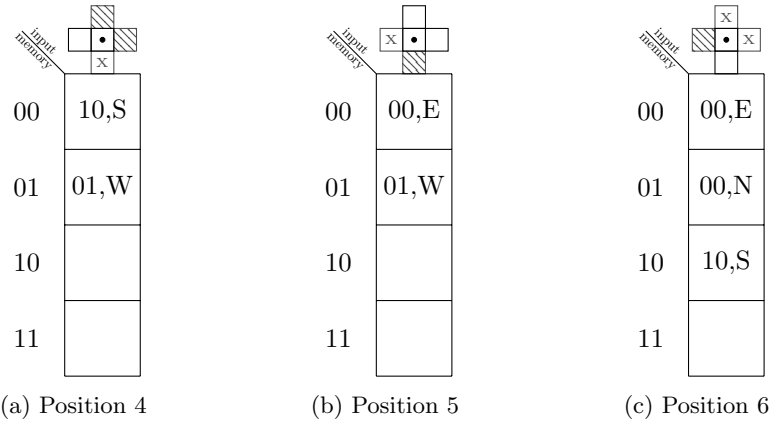 x
x
x
x
input
memory
input
memory
input
memory
00 10,S
00 00,E
00 00,E
01 01,W
01 01,W
01 00,N
10
10
10 10,S
11
11
11
(a) Position 4
(b) Position 5
(c) Position 6